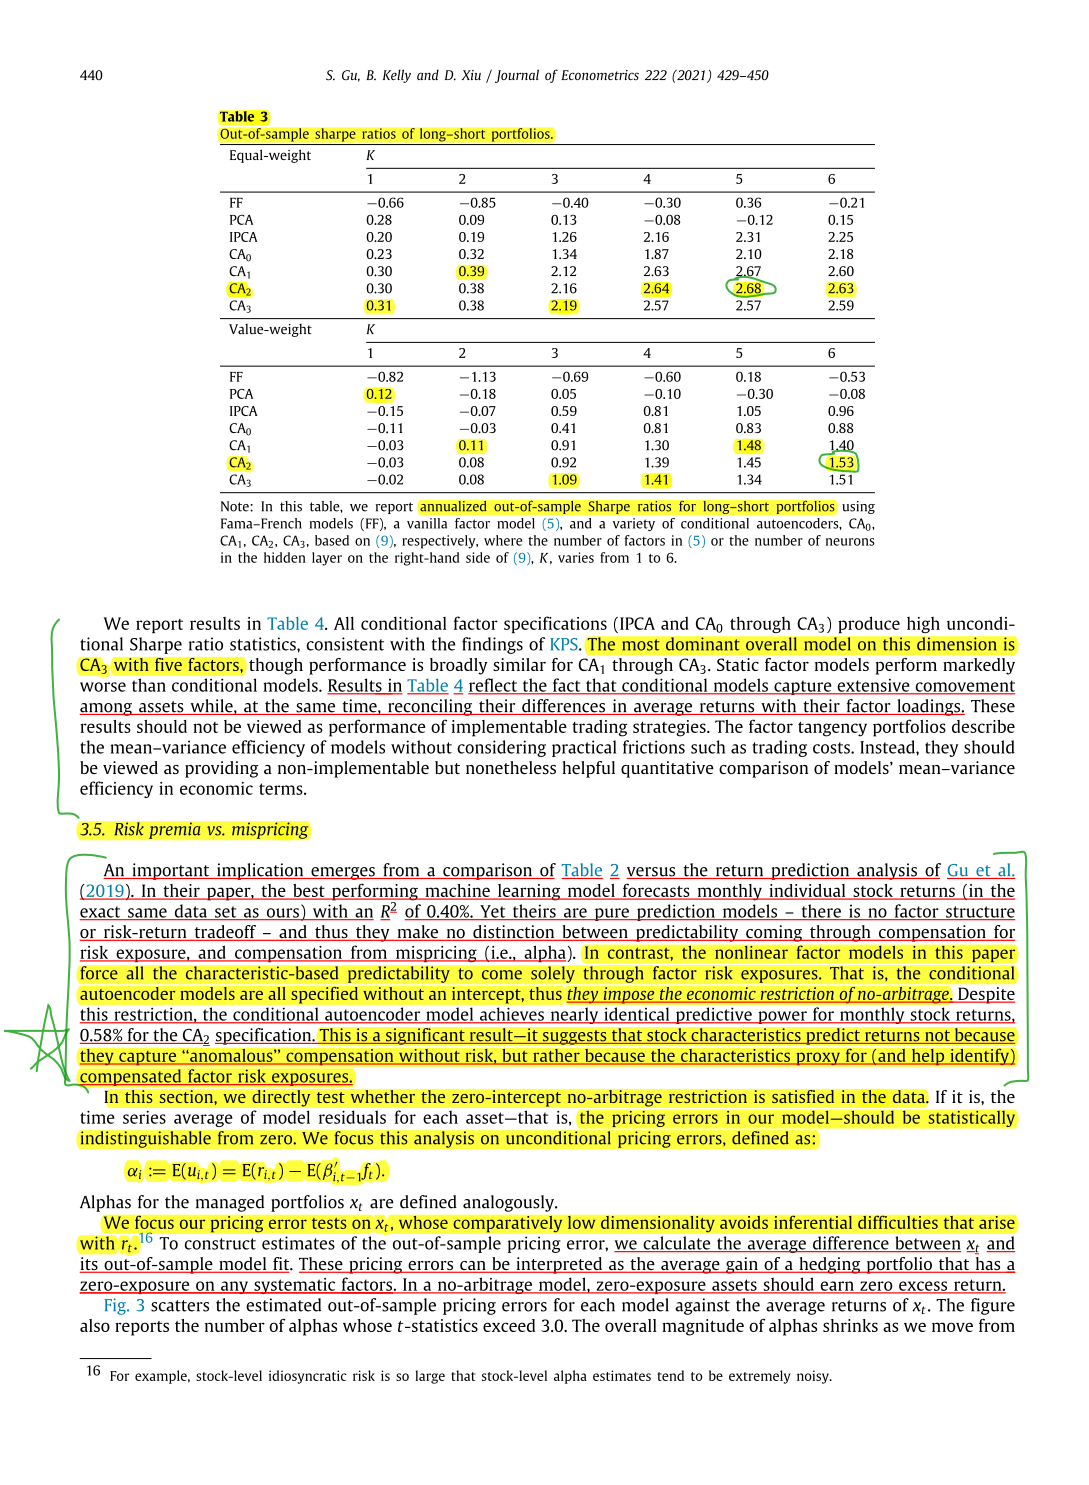 440
S. Gu, B. Kelly and D. Xiu / Journal of Econometrics 222 (2021) 429–450
Table 3
Out-of-sample sharpe ratios of long–short portfolios.
Equal-weight K
1 2 3 4 5 6
FF −0.66 −0.85 −0.40 −0.30 0.36 −0.21
PCA 0.28 0.09 0.13 −0.08 −0.12 0.15
IPCA 0.20 0.19 1.26 2.16 2.31 2.25
CA0 0.23 0.32 1.34 1.87 2.10 2.18
CA1 0.30 0.39 2.12 2.63 2.67 2.60
CA2 0.30 0.38 2.16 2.64 2.68 2.63
CA3 0.31 0.38 2.19 2.57 2.57 2.59
Value-weight K
1 2 3 4 5 6
FF −0.82 −1.13 −0.69 −0.60 0.18 −0.53
PCA 0.12 −0.18 0.05 −0.10 −0.30 −0.08
IPCA −0.15 −0.07 0.59 0.81 1.05 0.96
CA0 −0.11 −0.03 0.41 0.81 0.83 0.88
CA1 −0.03 0.11 0.91 1.30 1.48 1.40
CA2 −0.03 0.08 0.92 1.39 1.45 1.53
CA3 −0.02 0.08 1.09 1.41 1.34 1.51
Note: In this table, we report annualized out-of-sample Sharpe ratios for long–short portfolios using
Fama–French models (FF), a vanilla factor model (5), and a variety of conditional autoencoders, CA0,
CA1, CA2, CA3, based on (9), respectively, where the number of factors in (5) or the number of neurons
in the hidden layer on the right-hand side of (9), K, varies from 1 to 6.
We report results in Table 4. All conditional factor specifications (IPCA and CA0 through CA3) produce high uncondi-
tional Sharpe ratio statistics, consistent with the findings of KPS. The most dominant overall model on this dimension is
CA3 with five factors, though performance is broadly similar for CA1 through CA3. Static factor models perform markedly
worse than conditional models. Results in Table 4 reflect the fact that conditional models capture extensive comovement
among assets while, at the same time, reconciling their differences in average returns with their factor loadings. These
results should not be viewed as performance of implementable trading strategies. The factor tangency portfolios describe
the mean–variance efficiency of models without considering practical frictions such as trading costs. Instead, they should
be viewed as providing a non-implementable but nonetheless helpful quantitative comparison of models' mean–variance
efficiency in economic terms.
3.5. Risk premia vs. mispricing
An important implication emerges from a comparison of Table 2 versus the return prediction analysis of Gu et al.
(2019). In their paper, the best performing machine learning model forecasts monthly individual stock returns (in the
exact same data set as ours) with an R² of 0.40%. Yet theirs are pure prediction models – there is no factor structure
or risk-return tradeoff – and thus they make no distinction between predictability coming through compensation for
risk exposure, and compensation from mispricing (i.e., alpha). In contrast, the nonlinear factor models in this paper
force all the characteristic-based predictability to come solely through factor risk exposures. That is, the conditional
autoencoder models are all specified without an intercept, thus they impose the economic restriction of no-arbitrage. Despite
this restriction, the conditional autoencoder model achieves nearly identical predictive power for monthly stock returns,
0.58% for the CA2 specification. This is a significant result—it suggests that stock characteristics predict returns not because
they capture "anomalous" compensation without risk, but rather because the characteristics proxy for (and help identify)
compensated factor risk exposures.
In this section, we directly test whether the zero-intercept no-arbitrage restriction is satisfied in the data. If it is, the
time series average of model residuals for each asset—that is, the pricing errors in our model—should be statistically
indistinguishable from zero. We focus this analysis on unconditional pricing errors, defined as:
αi := E(ui,t) = E(ri,t) − E(β′i,t−1ft).
Alphas for the managed portfolios xt are defined analogously.
We focus our pricing error tests on xt, whose comparatively low dimensionality avoids inferential difficulties that arise
with rt.16 To construct estimates of the out-of-sample pricing error, we calculate the average difference between xt and
its out-of-sample model fit. These pricing errors can be interpreted as the average gain of a hedging portfolio that has a
zero-exposure on any systematic factors. In a no-arbitrage model, zero-exposure assets should earn zero excess return.
Fig. 3 scatters the estimated out-of-sample pricing errors for each model against the average returns of xt. The figure
also reports the number of alphas whose t-statistics exceed 3.0. The overall magnitude of alphas shrinks as we move from
16 For example, stock-level idiosyncratic risk is so large that stock-level alpha estimates tend to be extremely noisy.